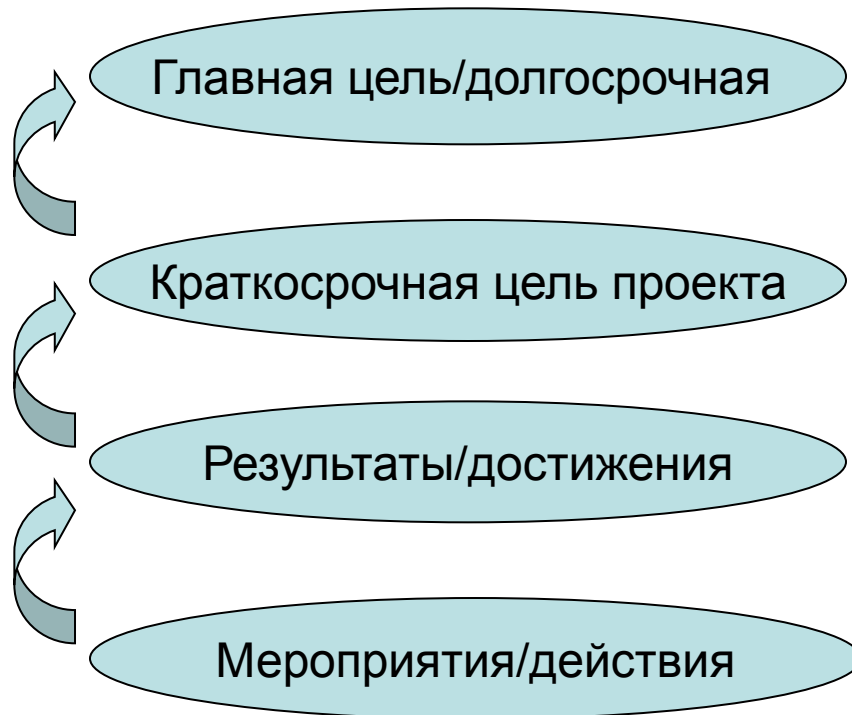 Главная цель/долгосрочная
Краткосрочная цель проекта
Результаты/достижения
Мероприятия/действия